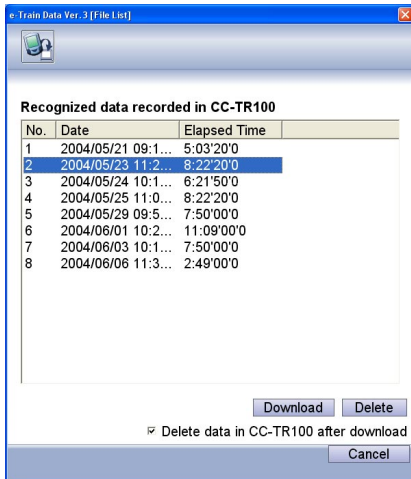 e-Train Data Ver. 3 [File List]
Recognized data recorded in CC-TR100
No. Date Elapsed Time
1 2004/05/21 09:1... 5:03'20'0
2 2004/05/23 11:2... 8:22'20'0
3 2004/05/24 10:1... 6:21'50'0
4 2004/05/25 11:0... 8:22'20'0
5 2004/05/29 09:5... 7:50'00'0
6 2004/06/01 10:2... 11:09'00'0
7 2004/06/03 10:1... 7:50'00'0
8 2004/06/06 11:3... 2:49'00'0
Download Delete
Delete data in CC-TR100 after download
Cancel